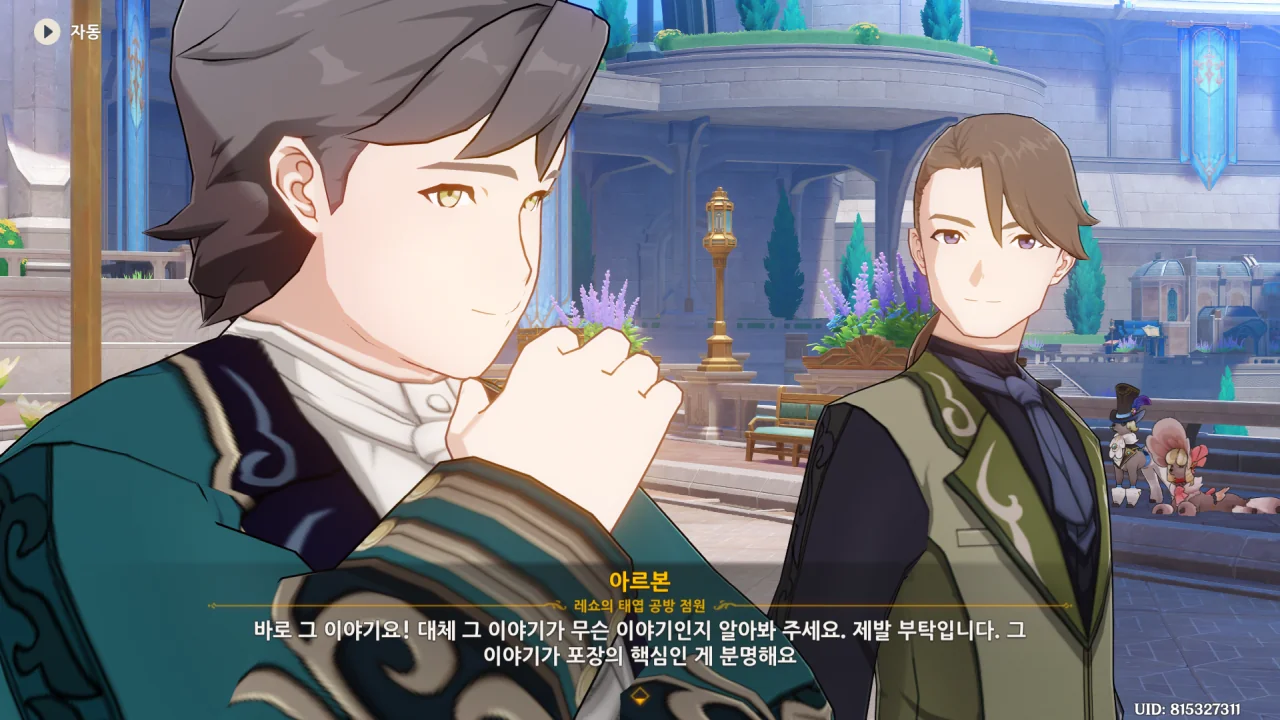 자동
아르본
레쇼의 태엽 공방 점원
바로 그 이야기요! 대체 그 이야기가 무슨 이야기인지 알아봐 주세요. 제발 부탁입니다. 그
이야기가 포장의 핵심인 게 분명해요
UID: 815327311